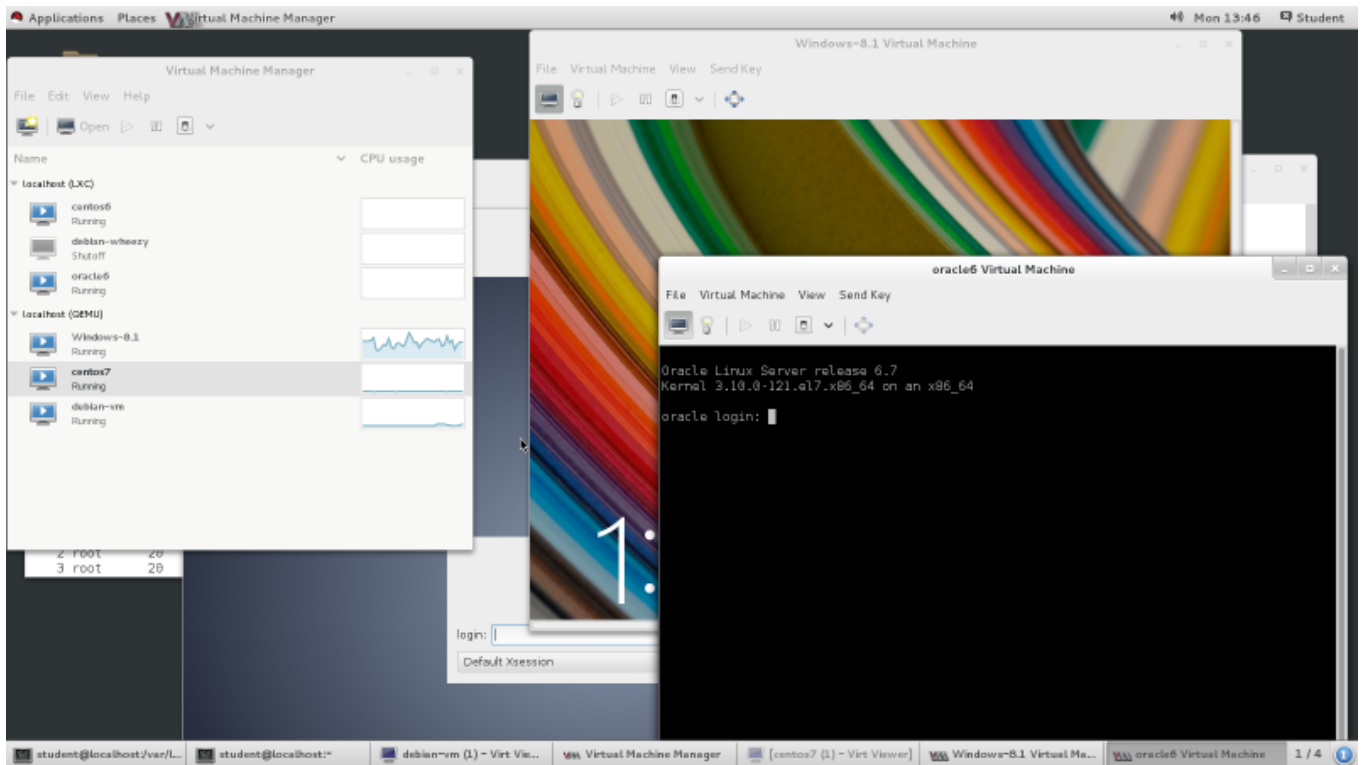 Applications Places Virtual Machine Manager Mon 13:46 Student
Windows-8.1 Virtual Machine
File Virtual Machine View Send Key
Virtual Machine Manager
File Edit View Help
Open
Name CPU usage
localhost (LXC)
centos6
Running
debian-wheezy
Shutoff
oracle6
Running
localhost (QEMU)
Windows-8.1
Running
centos7
Running
debian-vm
Running
2 root 20
3 root 20
login:
Default Xsession
1:
oracle6 Virtual Machine
File Virtual Machine View Send Key
Oracle Linux Server release 6.7
Kernel 3.10.0-121.el7.x86_64 on an x86_64
oracle login:
student@localhost:/var/l... student@localhost:~ debian-vm (1) - Virt Vie... Virtual Machine Manager [centos7 (1) - Virt Viewer] Windows-8.1 Virtual Ma... oracle6 Virtual Machine 1 / 4 1